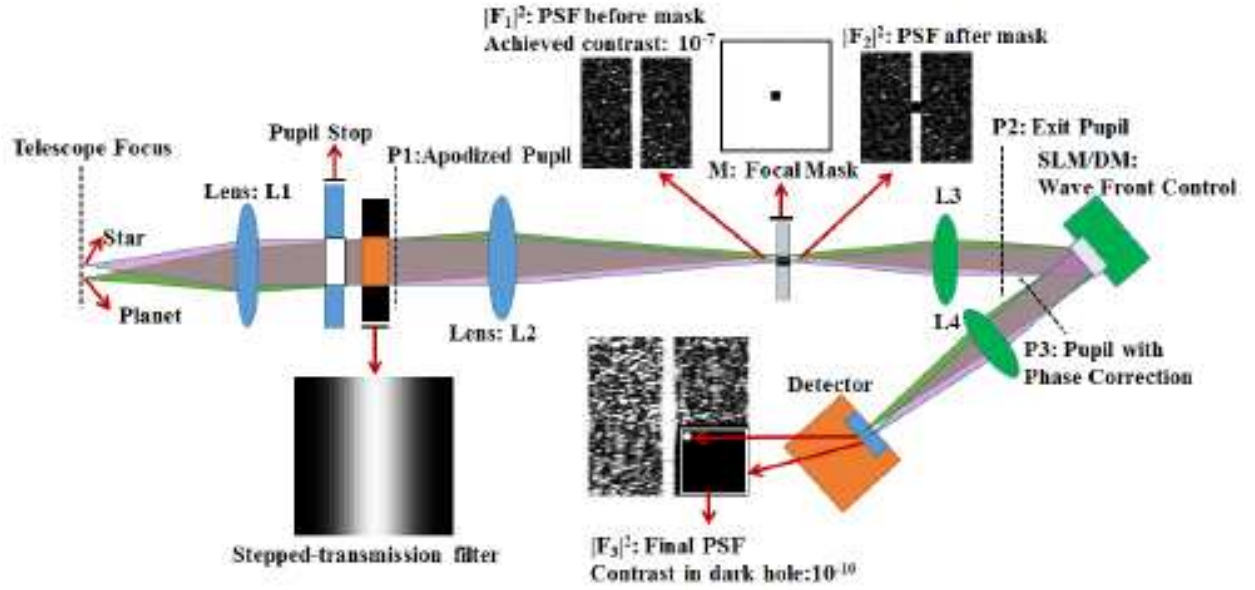 |F₁|²: PSF before mask
Achieved contrast: 10⁻⁷
|F₂|²: PSF after mask
Telescope Focus
Pupil Stop
P1:Apodized Pupil
M: Focal Mask
P2: Exit Pupil
SLM/DM:
Wave Front Control
Lens: L1
L3
Star
Planet
Lens: L2
L4
P3: Pupil with
Phase Correction
Detector
Stepped-transmission filter
|F₃|²: Final PSF
Contrast in dark hole:10⁻¹⁰